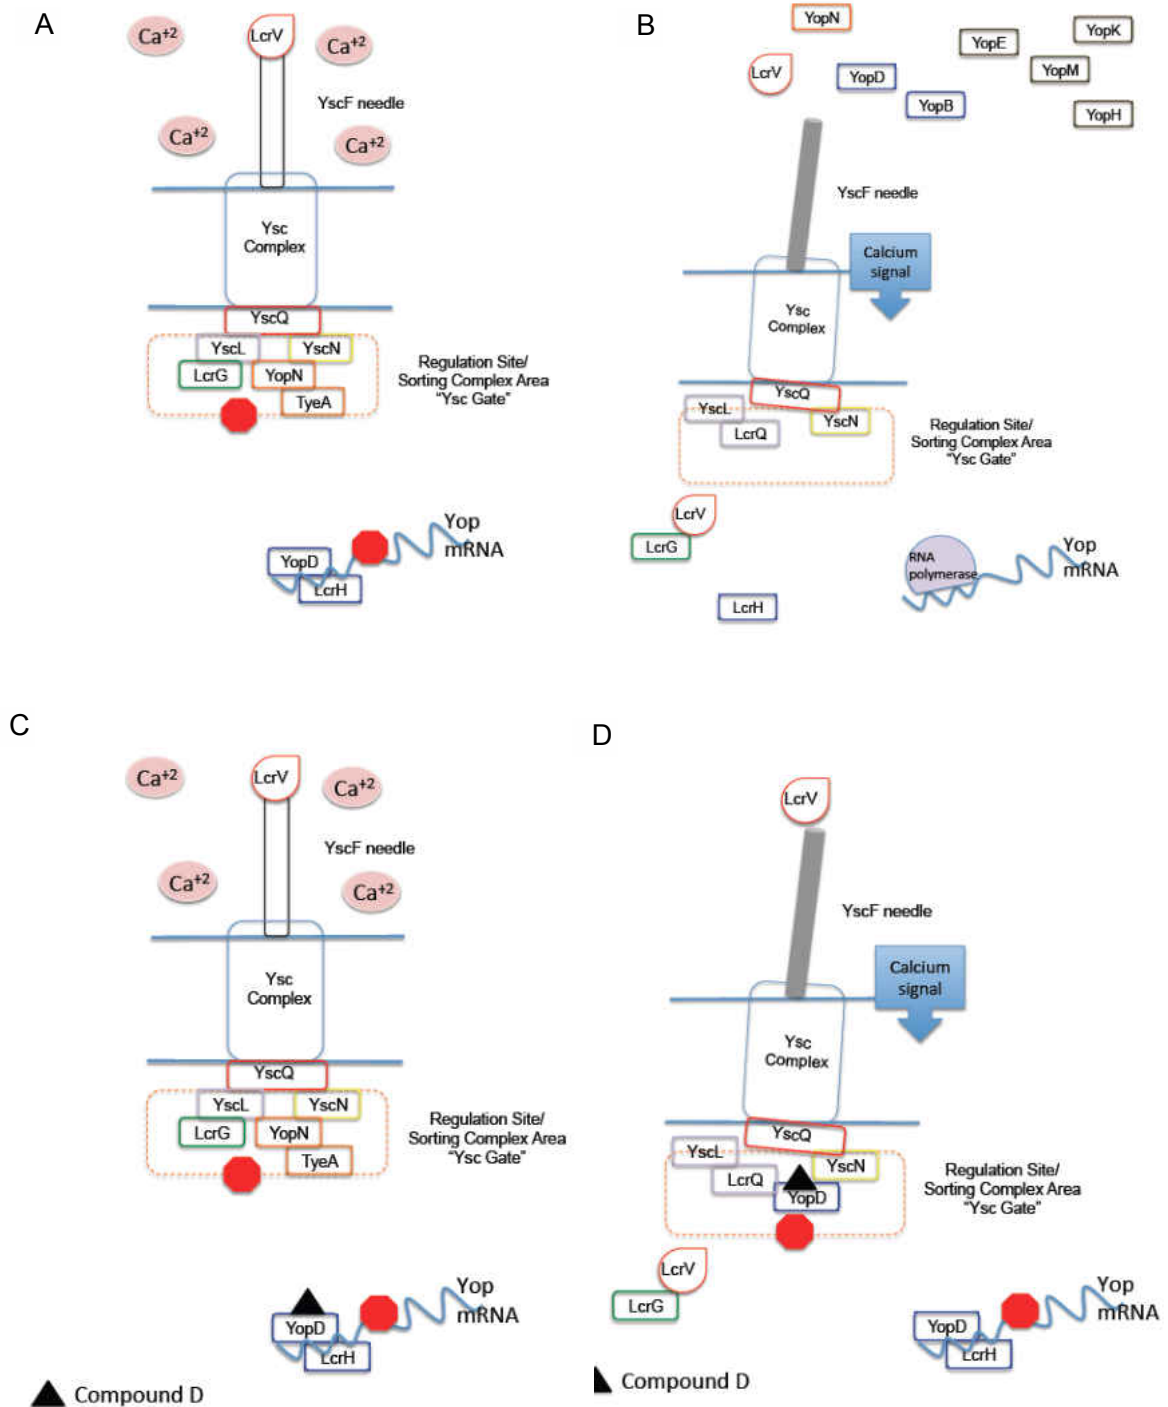 A
Ca+2
LcrV
Ca+2
YscF needle
Ca+2
Ca+2
Ysc
Complex
YscQ
YscL
YscN
LcrG
YopN
TyeA
Regulation Site/
Sorting Complex Area
"Ysc Gate"
Yop
mRNA
YopD
LcrH
B
YopN
YopE
YopK
LcrV
YopD
YopM
YopB
YopH
YscF needle
Calcium
signal
Ysc
Complex
YscQ
YscL
YscN
LcrQ
Regulation Site/
Sorting Complex Area
"Ysc Gate"
LcrV
LcrG
LcrH
RNA
polymerase
Yop
mRNA
C
Ca+2
LcrV
Ca+2
YscF needle
Ca+2
Ca+2
Ysc
Complex
YscQ
YscL
YscN
LcrG
YopN
TyeA
Regulation Site/
Sorting Complex Area
"Ysc Gate"
Yop
mRNA
YopD
LcrH
Compound D
D
LcrV
YscF needle
Calcium
signal
Ysc
Complex
YscQ
YscL
YscN
LcrQ
YopD
Regulation Site/
Sorting Complex Area
"Ysc Gate"
LcrV
LcrG
Yop
mRNA
YopD
LcrH
Compound D